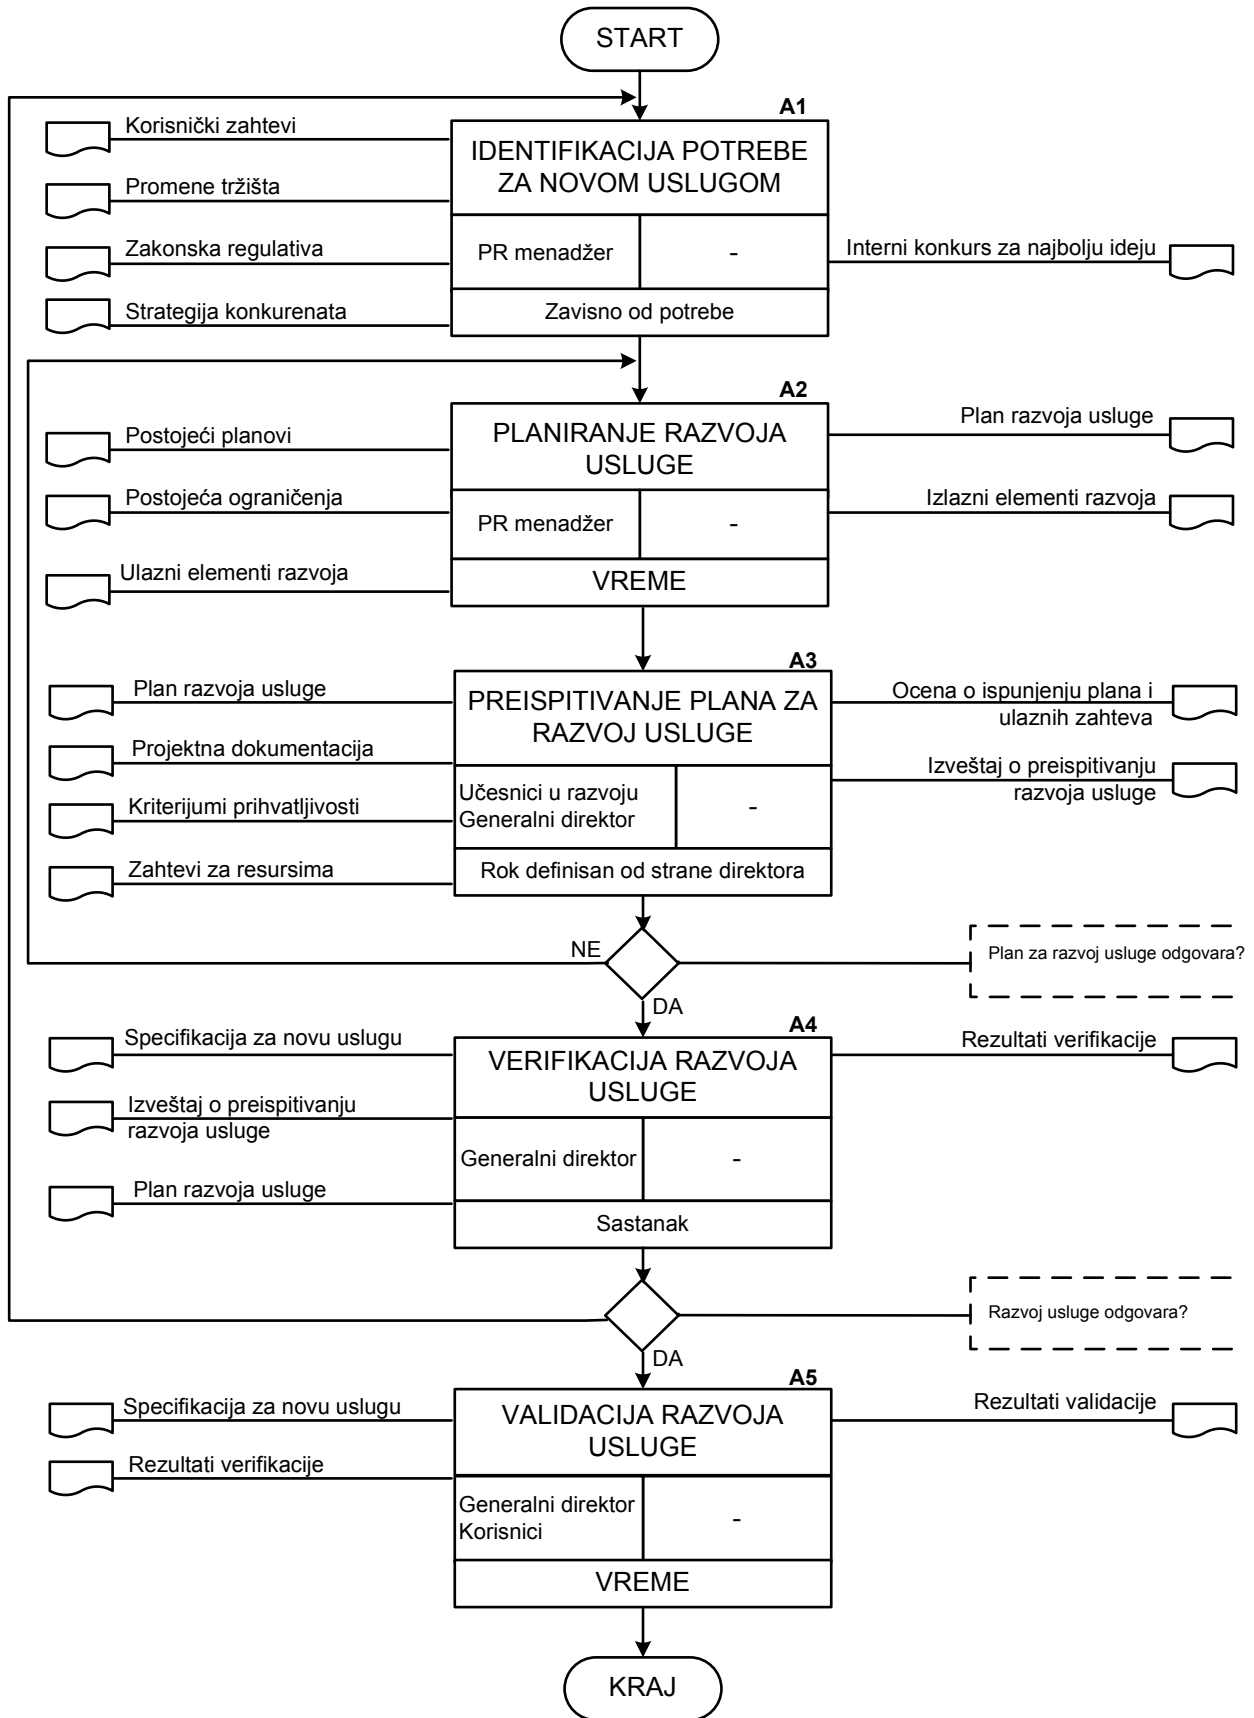 START
A1
Korisnički zahtevi
Promene tržišta
Zakonska regulativa
Strategija konkurenata
IDENTIFIKACIJA POTREBE
ZA NOVOM USLUGOM
PR menadžer
-
Zavisno od potrebe
Interni konkurs za najbolju ideju
A2
Postojeći planovi
Postojeća ograničenja
Ulazni elementi razvoja
PLANIRANJE RAZVOJA
USLUGE
PR menadžer
-
VREME
Plan razvoja usluge
Izlazni elementi razvoja
A3
Plan razvoja usluge
Projektna dokumentacija
Kriterijumi prihvatljivosti
Zahtevi za resursima
PREISPITIVANJE PLANA ZA
RAZVOJ USLUGE
Učesnici u razvoju
Generalni direktor
-
Rok definisan od strane direktora
Ocena o ispunjenju plana i
ulaznih zahteva
Izveštaj o preispitivanju
razvoja usluge
NE
Plan za razvoj usluge odgovara?
DA
A4
Specifikacija za novu uslugu
Izveštaj o preispitivanju
razvoja usluge
Plan razvoja usluge
VERIFIKACIJA RAZVOJA
USLUGE
Generalni direktor
-
Sastanak
Rezultati verifikacije
Razvoj usluge odgovara?
DA
A5
Specifikacija za novu uslugu
Rezultati verifikacije
VALIDACIJA RAZVOJA
USLUGE
Generalni direktor
Korisnici
-
VREME
Rezultati validacije
KRAJ